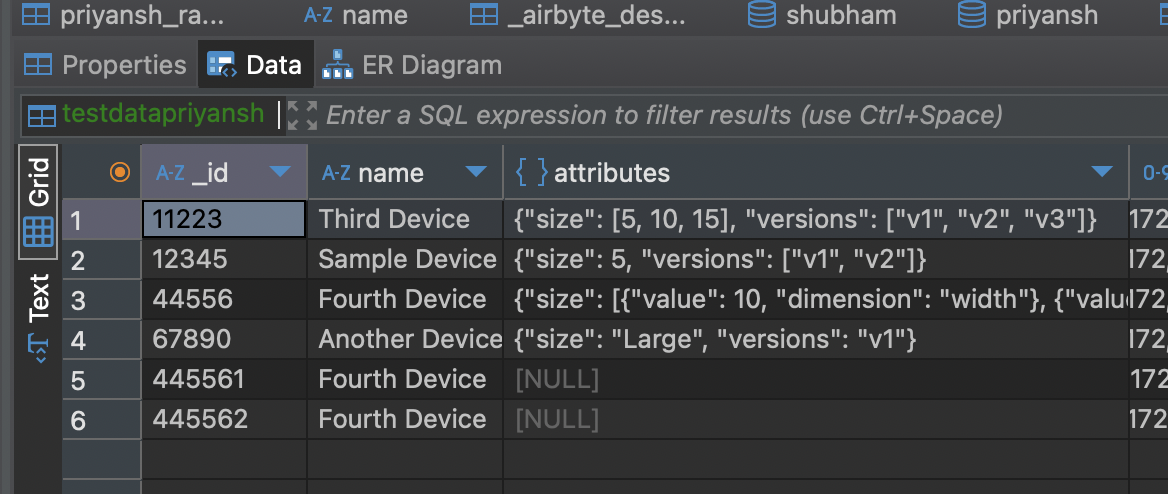 priyansh_ra... A-Z name _airbyte_des... shubham priyansh
Properties Data ER Diagram
testdatapriyansh Enter a SQL expression to filter results (use Ctrl+Space)
Grid
Text
A-Z _id A-Z name { } attributes 0-9
1 11223 Third Device {"size": [5, 10, 15], "versions": ["v1", "v2", "v3"]} 172
2 12345 Sample Device {"size": 5, "versions": ["v1", "v2"]} 172,
3 44556 Fourth Device {"size": [{"value": 10, "dimension": "width"}, {"valu 172,
4 67890 Another Device {"size": "Large", "versions": "v1"} 172,
5 445561 Fourth Device [NULL] 172
6 445562 Fourth Device [NULL] 172